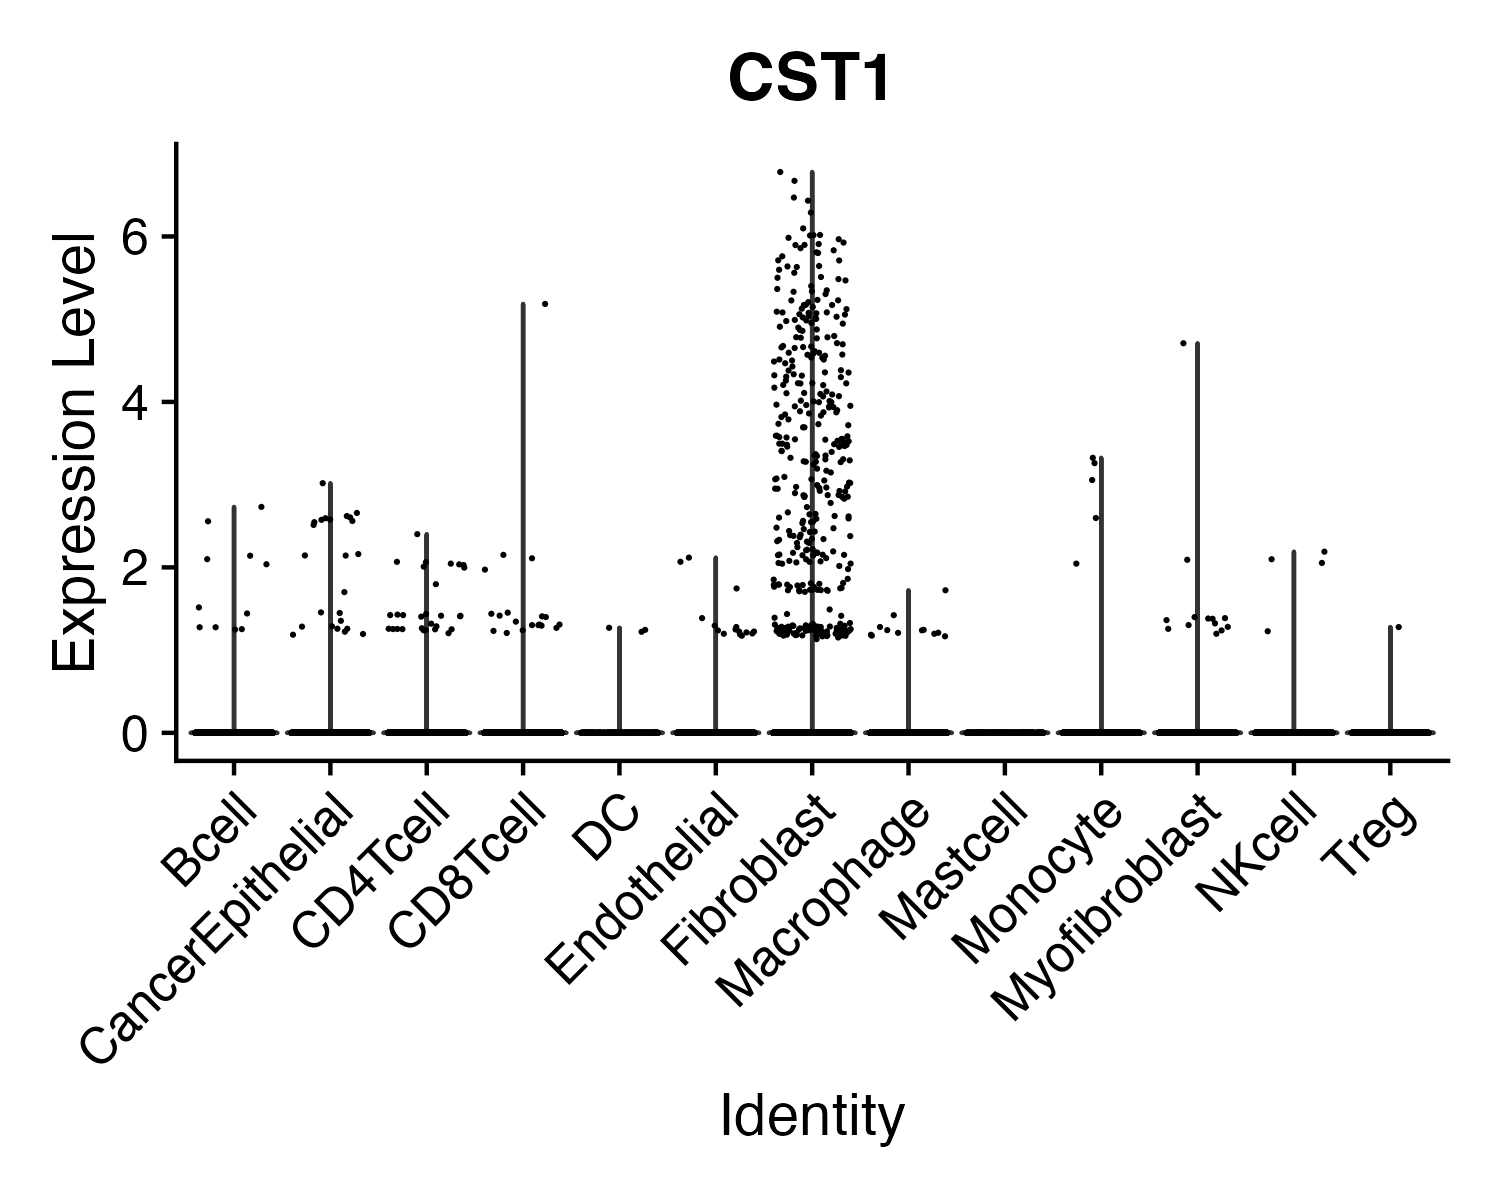 CST1
Expression Level
6
4
2
0
Bcell
CancerEpithelial
CD4Tcell
CD8Tcell
DC
Endothelial
Fibroblast
Macrophage
Mastcell
Monocyte
Myofibroblast
NKcell
Treg
Identity